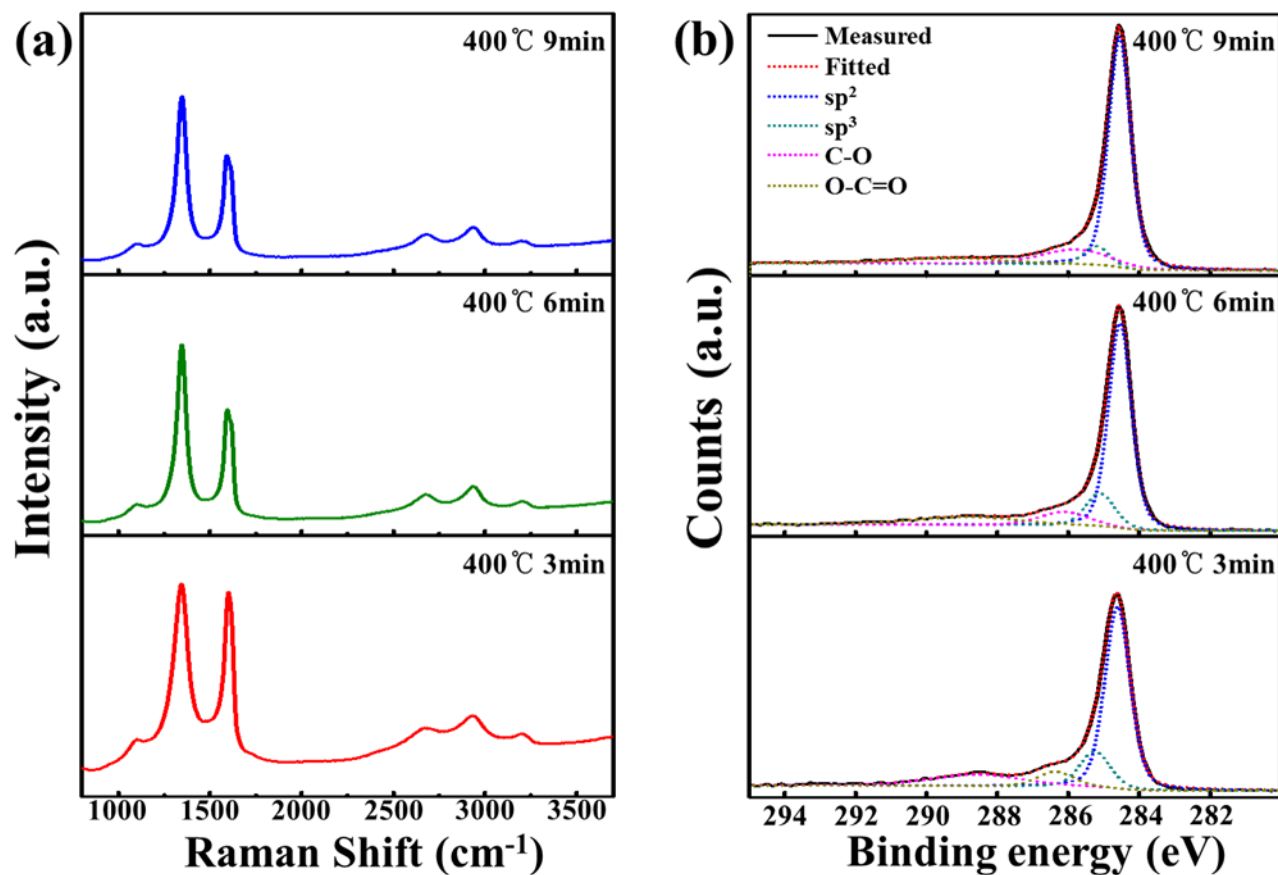 (a)
400℃ 9min
400℃ 6min
400℃ 3min
Intensity (a.u.)
1000 1500 2000 2500 3000 3500
Raman Shift (cm-1)
(b)
400℃ 9min
Measured
Fitted
sp2
sp3
C-O
O-C=O
400℃ 6min
400℃ 3min
Counts (a.u.)
294 292 290 288 286 284 282
Binding energy (eV)